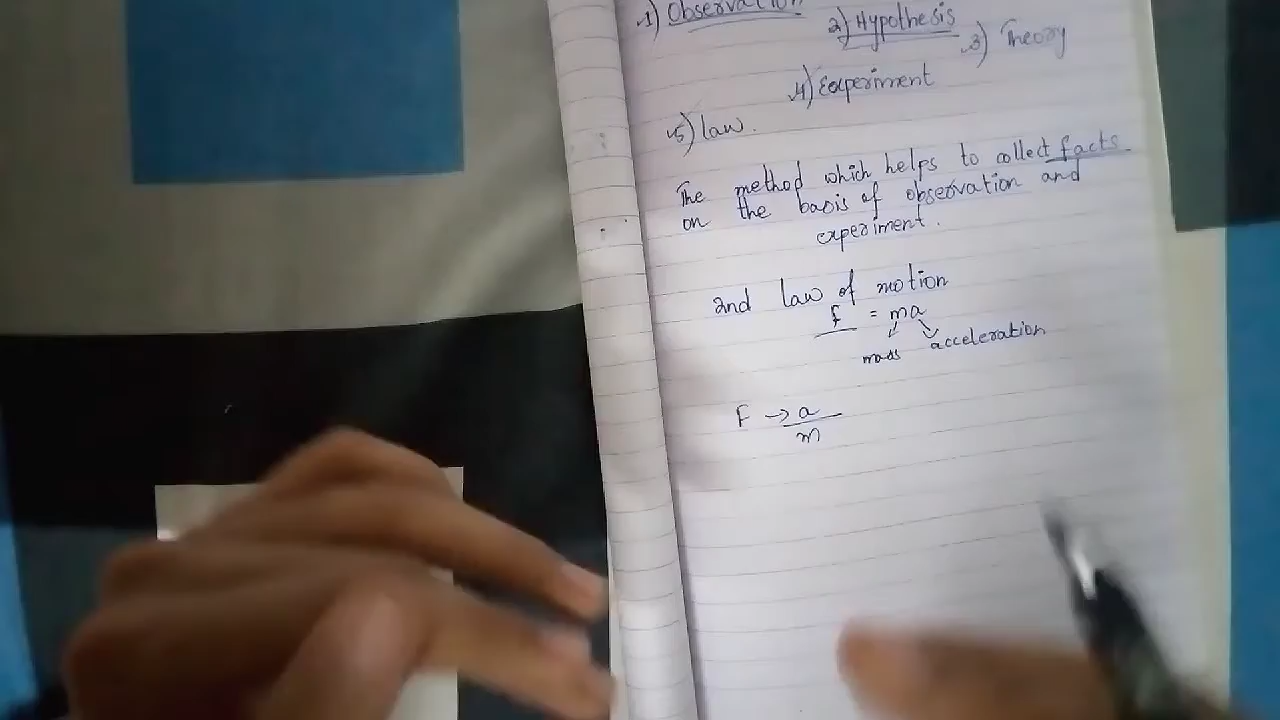 1) Observation
2) Hypothesis
3) Theory
4) Experiment
5) law.
The method which helps to collect facts
on the basis of observation and
experiment.
2nd law of motion
f = ma
mass acceleration
F → a
m